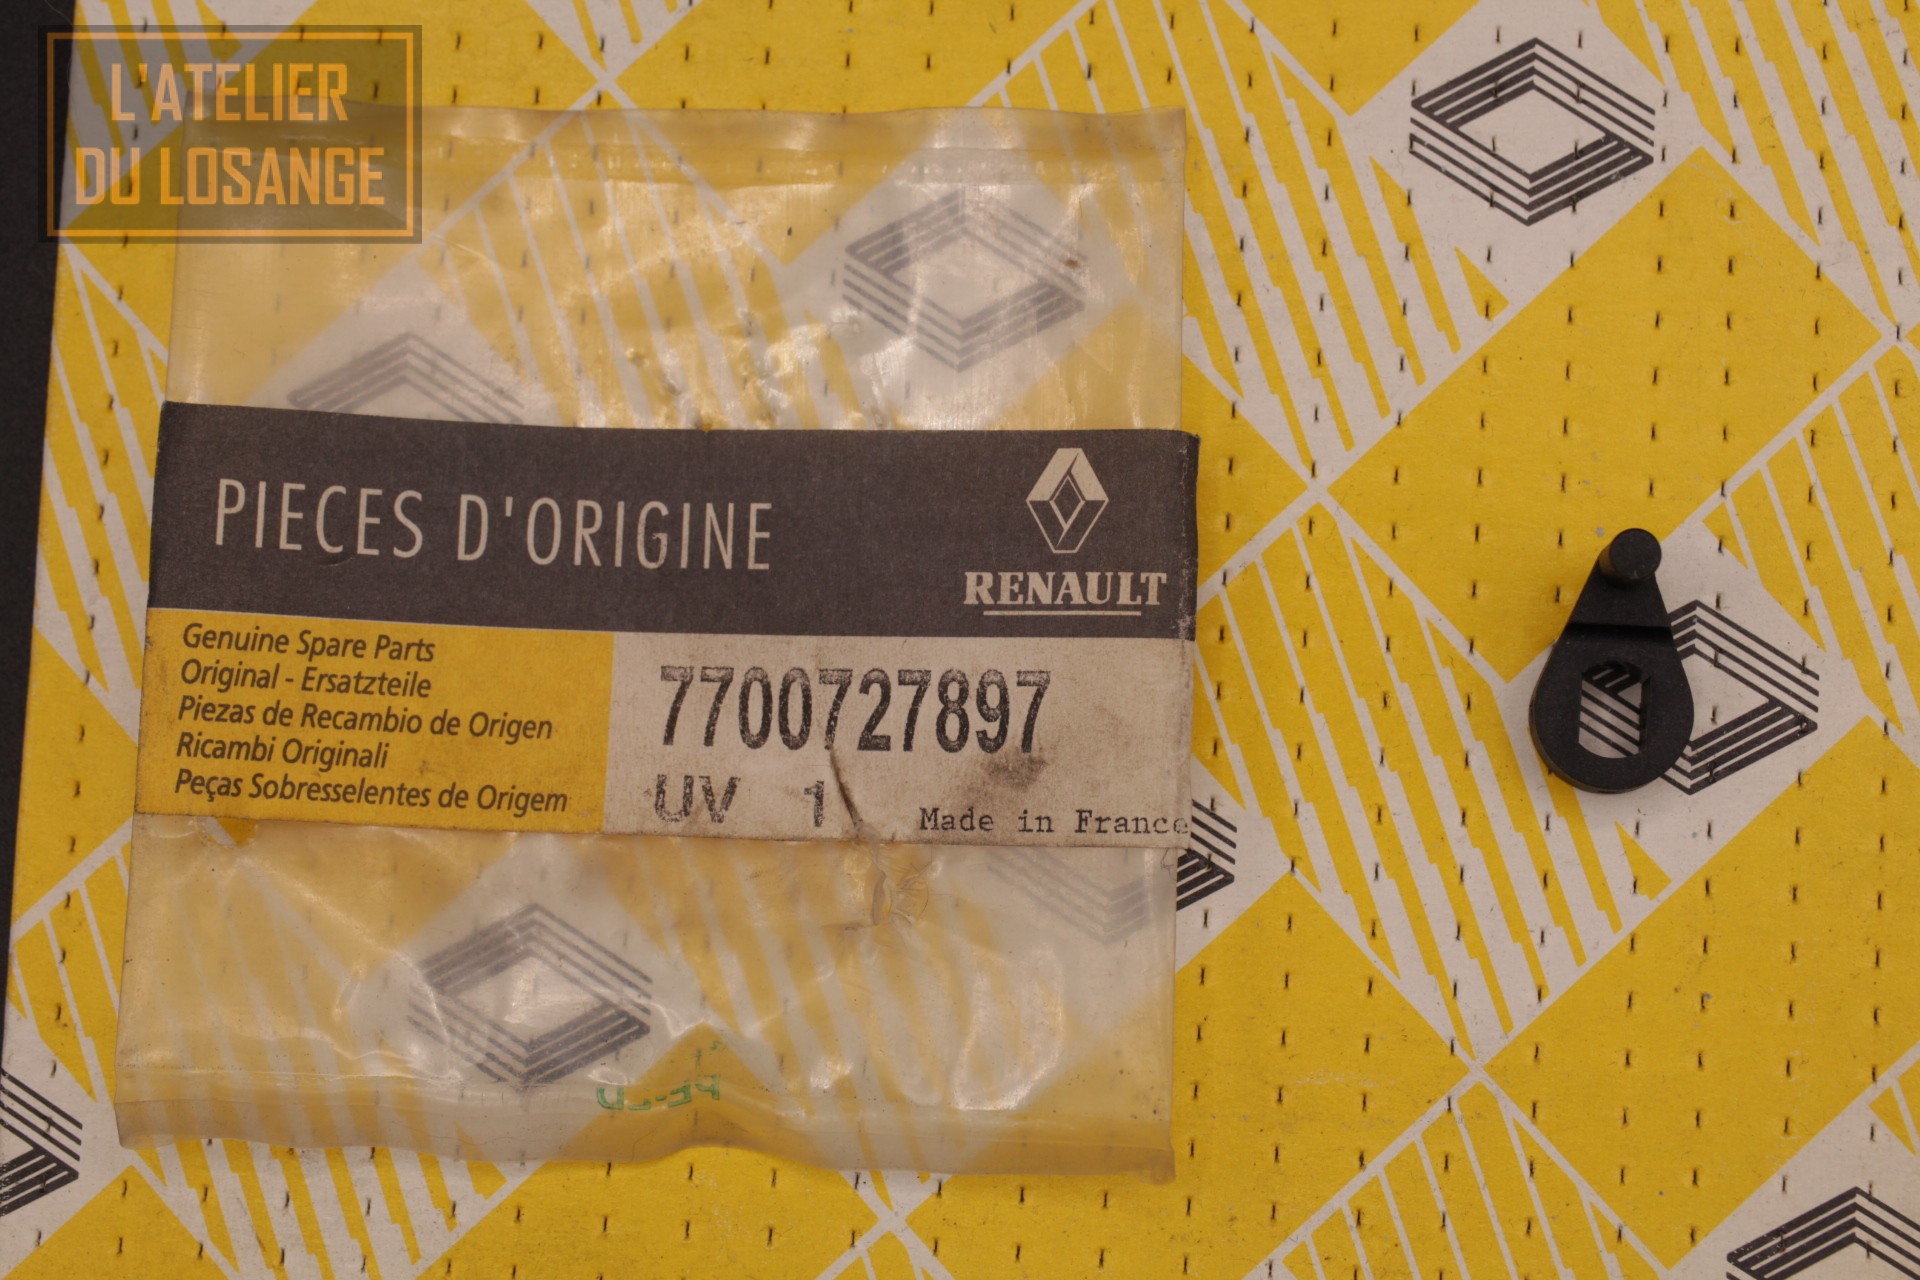 L'ATELIER
DU LOSANGE
PIECES D'ORIGINE
RENAULT
Genuine Spare Parts
Original - Ersatzteile
Piezas de Recambio de Origen
Ricambi Originali
Peças Sobresselentes de Origem
7700727897
UV 1
Made in France